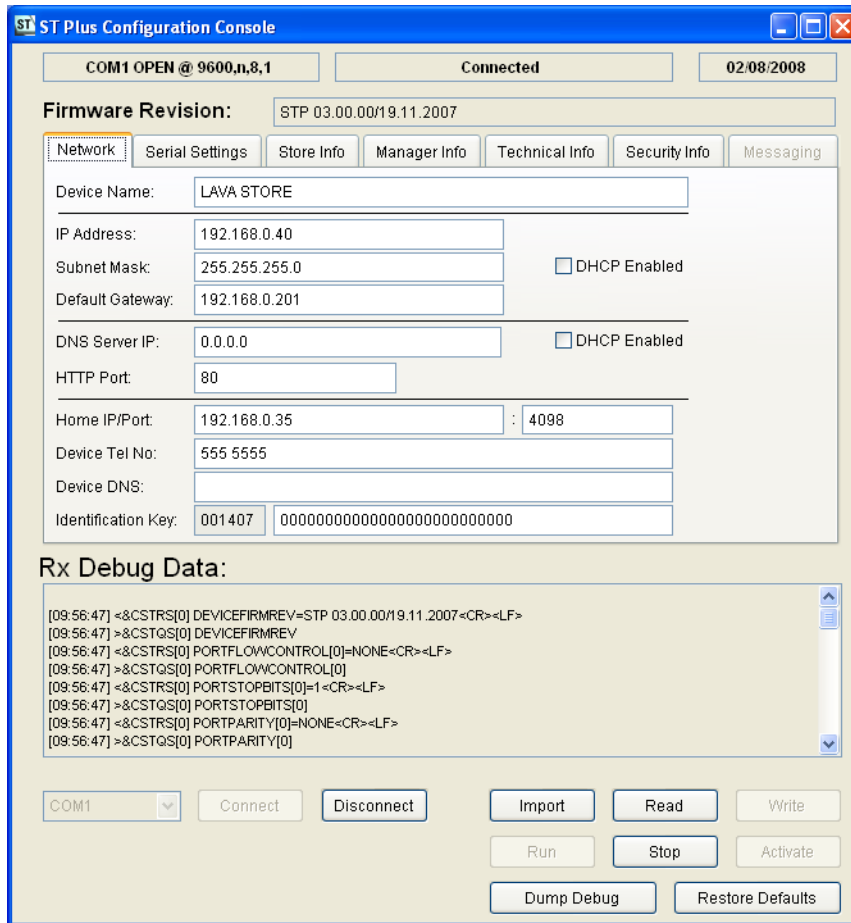 ST ST Plus Configuration Console
COM1 OPEN @ 9600,n,8,1 Connected 02/08/2008
Firmware Revision: STP 03.00.00/19.11.2007
Network Serial Settings Store Info Manager Info Technical Info Security Info Messaging
Device Name: LAVA STORE
IP Address: 192.168.0.40
Subnet Mask: 255.255.255.0 DHCP Enabled
Default Gateway: 192.168.0.201
DNS Server IP: 0.0.0.0 DHCP Enabled
HTTP Port: 80
Home IP/Port: 192.168.0.35 : 4098
Device Tel No: 555 5555
Device DNS:
Identification Key: 001407 00000000000000000000000000
Rx Debug Data:
[09:56:47] <&CSTRS[0] DEVICEFIRMREV=STP 03.00.00/19.11.2007<CR><LF>
[09:56:47] >&CSTQS[0] DEVICEFIRMREV
[09:56:47] <&CSTRS[0] PORTFLOWCONTROL[0]=NONE<CR><LF>
[09:56:47] >&CSTQS[0] PORTFLOWCONTROL[0]
[09:56:47] <&CSTRS[0] PORTSTOPBITS[0]=1<CR><LF>
[09:56:47] >&CSTQS[0] PORTSTOPBITS[0]
[09:56:47] <&CSTRS[0] PORTPARITY[0]=NONE<CR><LF>
[09:56:47] >&CSTQS[0] PORTPARITY[0]
COM1 Connect Disconnect Import Read Write
Run Stop Activate
Dump Debug Restore Defaults